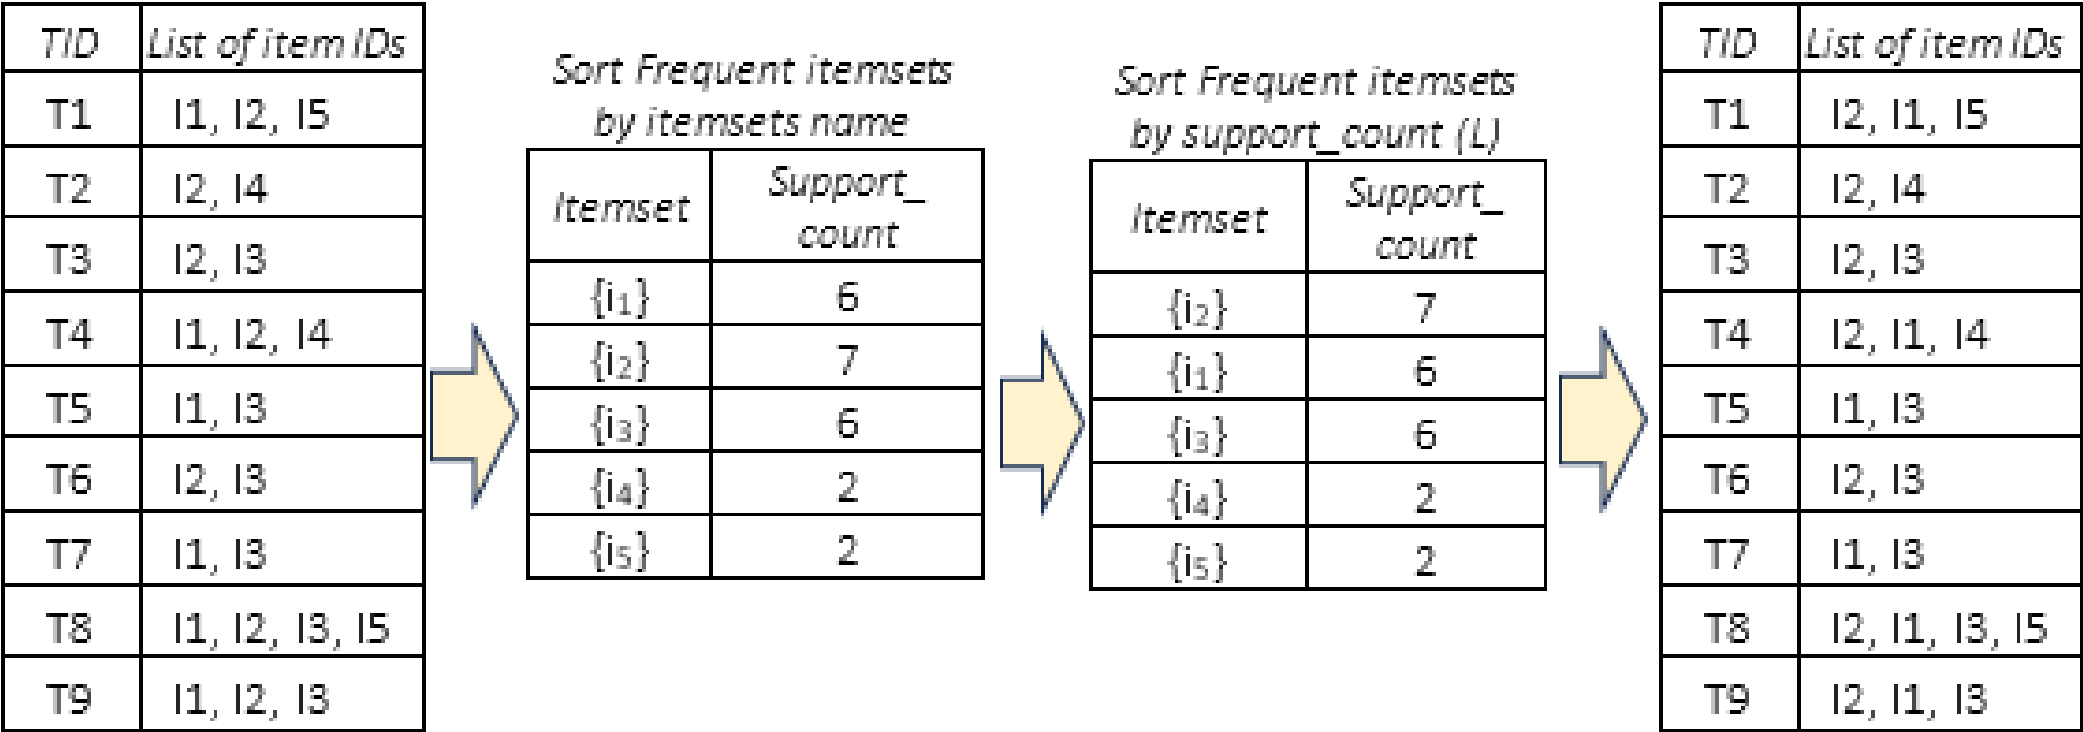 TID List of item IDs
T1 I1, I2, I5
T2 I2, I4
T3 I2, I3
T4 I1, I2, I4
T5 I1, I3
T6 I2, I3
T7 I1, I3
T8 I1, I2, I3, I5
T9 I1, I2, I3
Sort Frequent itemsets
by itemsets name
Itemset Support_
count
{i₁} 6
{i₂} 7
{i₃} 6
{i₄} 2
{i₅} 2
Sort Frequent itemsets
by support_count (L)
Itemset Support_
count
{i₂} 7
{i₁} 6
{i₃} 6
{i₄} 2
{i₅} 2
TID List of item IDs
T1 I2, I1, I5
T2 I2, I4
T3 I2, I3
T4 I2, I1, I4
T5 I1, I3
T6 I2, I3
T7 I1, I3
T8 I2, I1, I3, I5
T9 I2, I1, I3